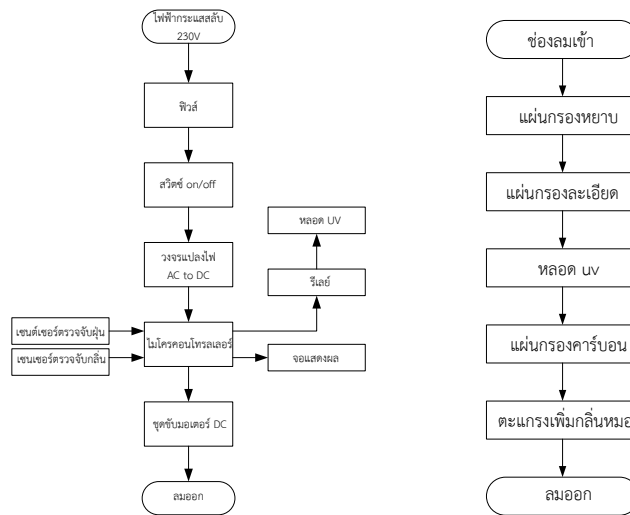 ไฟฟ้ากระแสสลับ
230V
ฟิวส์
สวิตซ์ on/off
วงจรแปลงไฟ
AC to DC
หลอด UV
รีเลย์
เซนต์เซอร์ตรวจจับฝุ่น
เซนเซอร์ตรวจจับกลิ่น
ไมโครคอนโทรลเลอร์
จอแสดงผล
ชุดขับมอเตอร์ DC
ลมออก
ช่องลมเข้า
แผ่นกรองหยาบ
แผ่นกรองละเอียด
หลอด uv
แผ่นกรองคาร์บอน
ตะแกรงเพิ่มกลิ่นหมอ
ลมออก